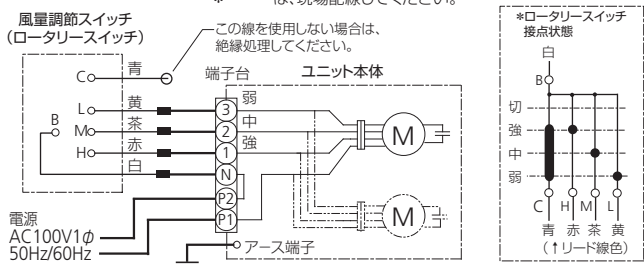 * は、現場配線してください。
風量調節スイッチ
(ロータリースイッチ)
この線を使用しない場合は、
絶縁処理してください。
C 青
L 黄
B M 茶
H 赤
白
端子台
ユニット本体
3 弱
2 中
1 強
N
P2
P1
M
M
電源
AC100V1φ
50Hz/60Hz
アース端子
*ロータリースイッチ
接点状態
白
B
切
強
中
弱
C H M L
青 赤 茶 黄
(↑リード線色)